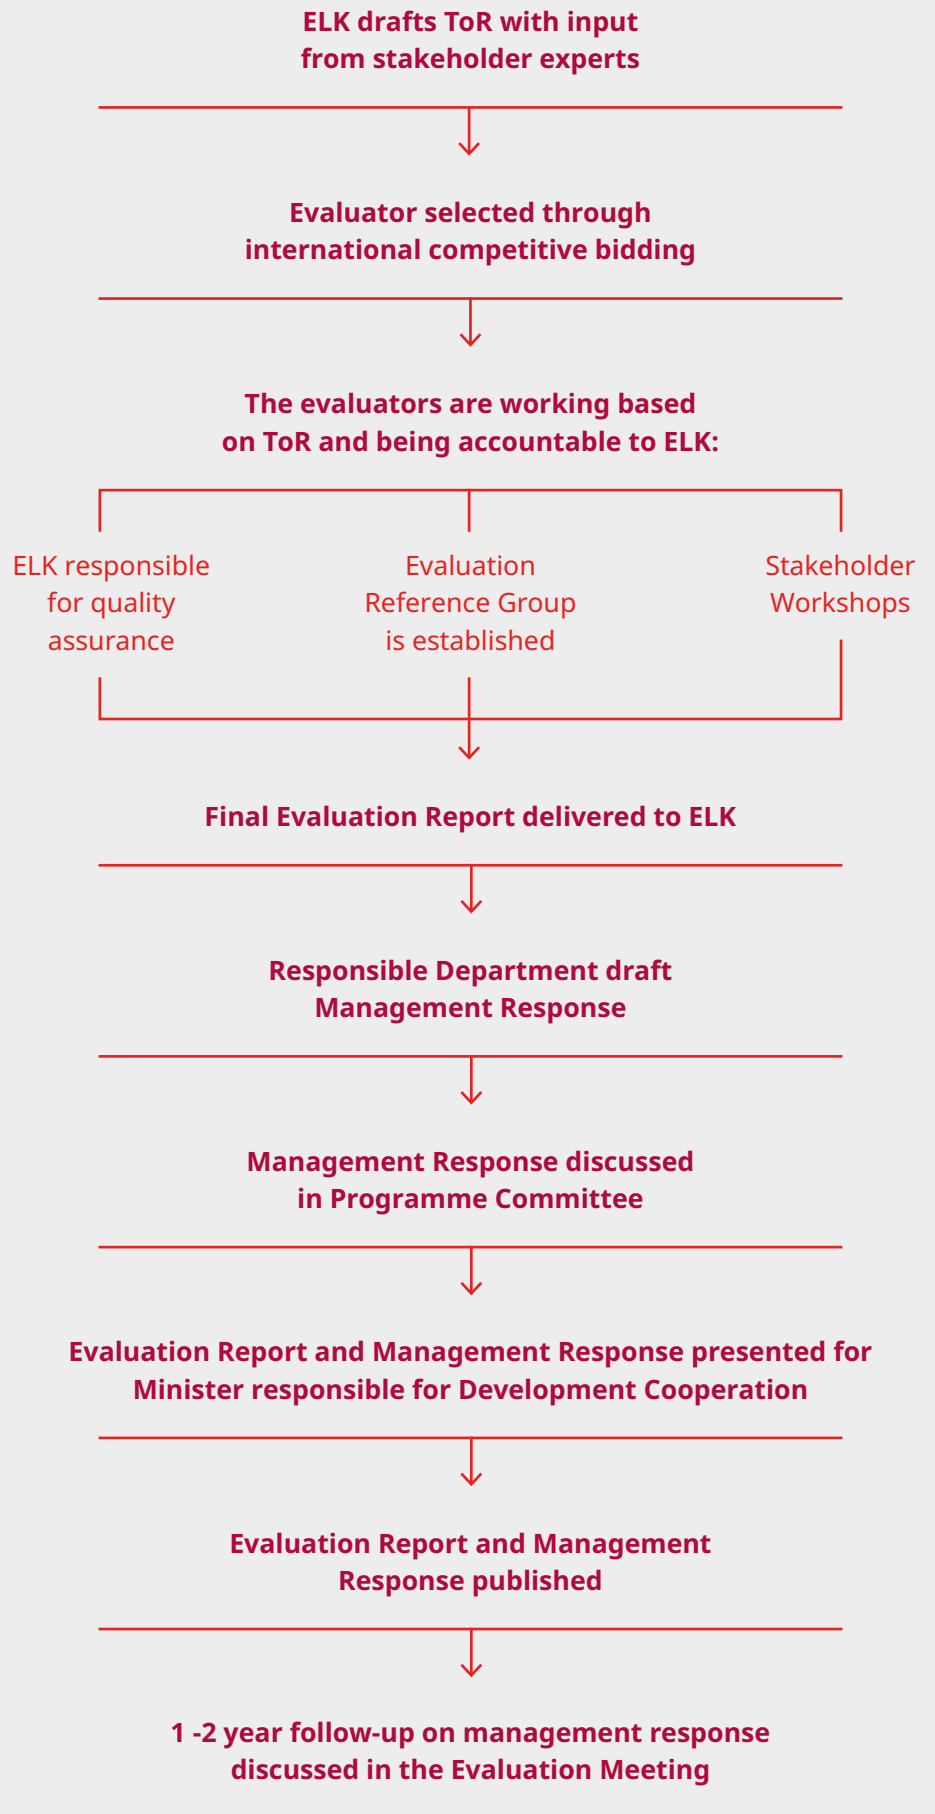 ELK drafts ToR with input
from stakeholder experts
Evaluator selected through
international competitive bidding
The evaluators are working based
on ToR and being accountable to ELK:
ELK responsible
for quality
assurance
Evaluation
Reference Group
is established
Stakeholder
Workshops
Final Evaluation Report delivered to ELK
Responsible Department draft
Management Response
Management Response discussed
in Programme Committee
Evaluation Report and Management Response presented for
Minister responsible for Development Cooperation
Evaluation Report and Management
Response published
1 -2 year follow-up on management response
discussed in the Evaluation Meeting